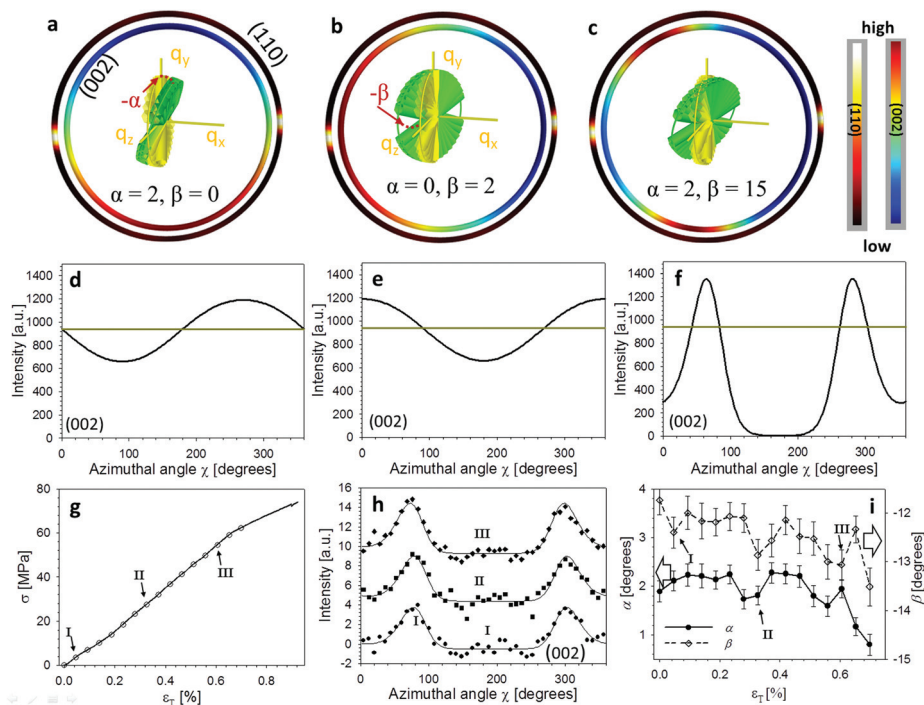 a
(002)
(110)
qy
-α
qz
qx
α = 2, β = 0
b
qy
-β
qz
qx
α = 0, β = 2
c
α = 2, β = 15
high
(110)
(002)
low
d
Intensity [a.u.]
1400
1200
1000
800
600
400
200
0
(002)
0 100 200 300
Azimuthal angle χ [degrees]
e
Intensity [a.u.]
1400
1200
1000
800
600
400
200
0
(002)
0 100 200 300
Azimuthal angle χ [degrees]
f
Intensity [a.u.]
1400
1200
1000
800
600
400
200
0
(002)
0 100 200 300
Azimuthal angle χ [degrees]
g
σ [MPa]
80
60
40
20
0
I
II
III
0.0 0.2 0.4 0.6 0.8
εT [%]
h
Intensity [a.u.]
16
14
12
10
8
6
4
2
0
-2
III
II
I
I
(002)
0 100 200 300
Azimuthal angle χ [degrees]
i
α [degrees]
4
3
2
1
I
II
III
α
β
-12
-13
-14
-15
β [degrees]
0.0 0.2 0.4 0.6 0.8
εT [%]